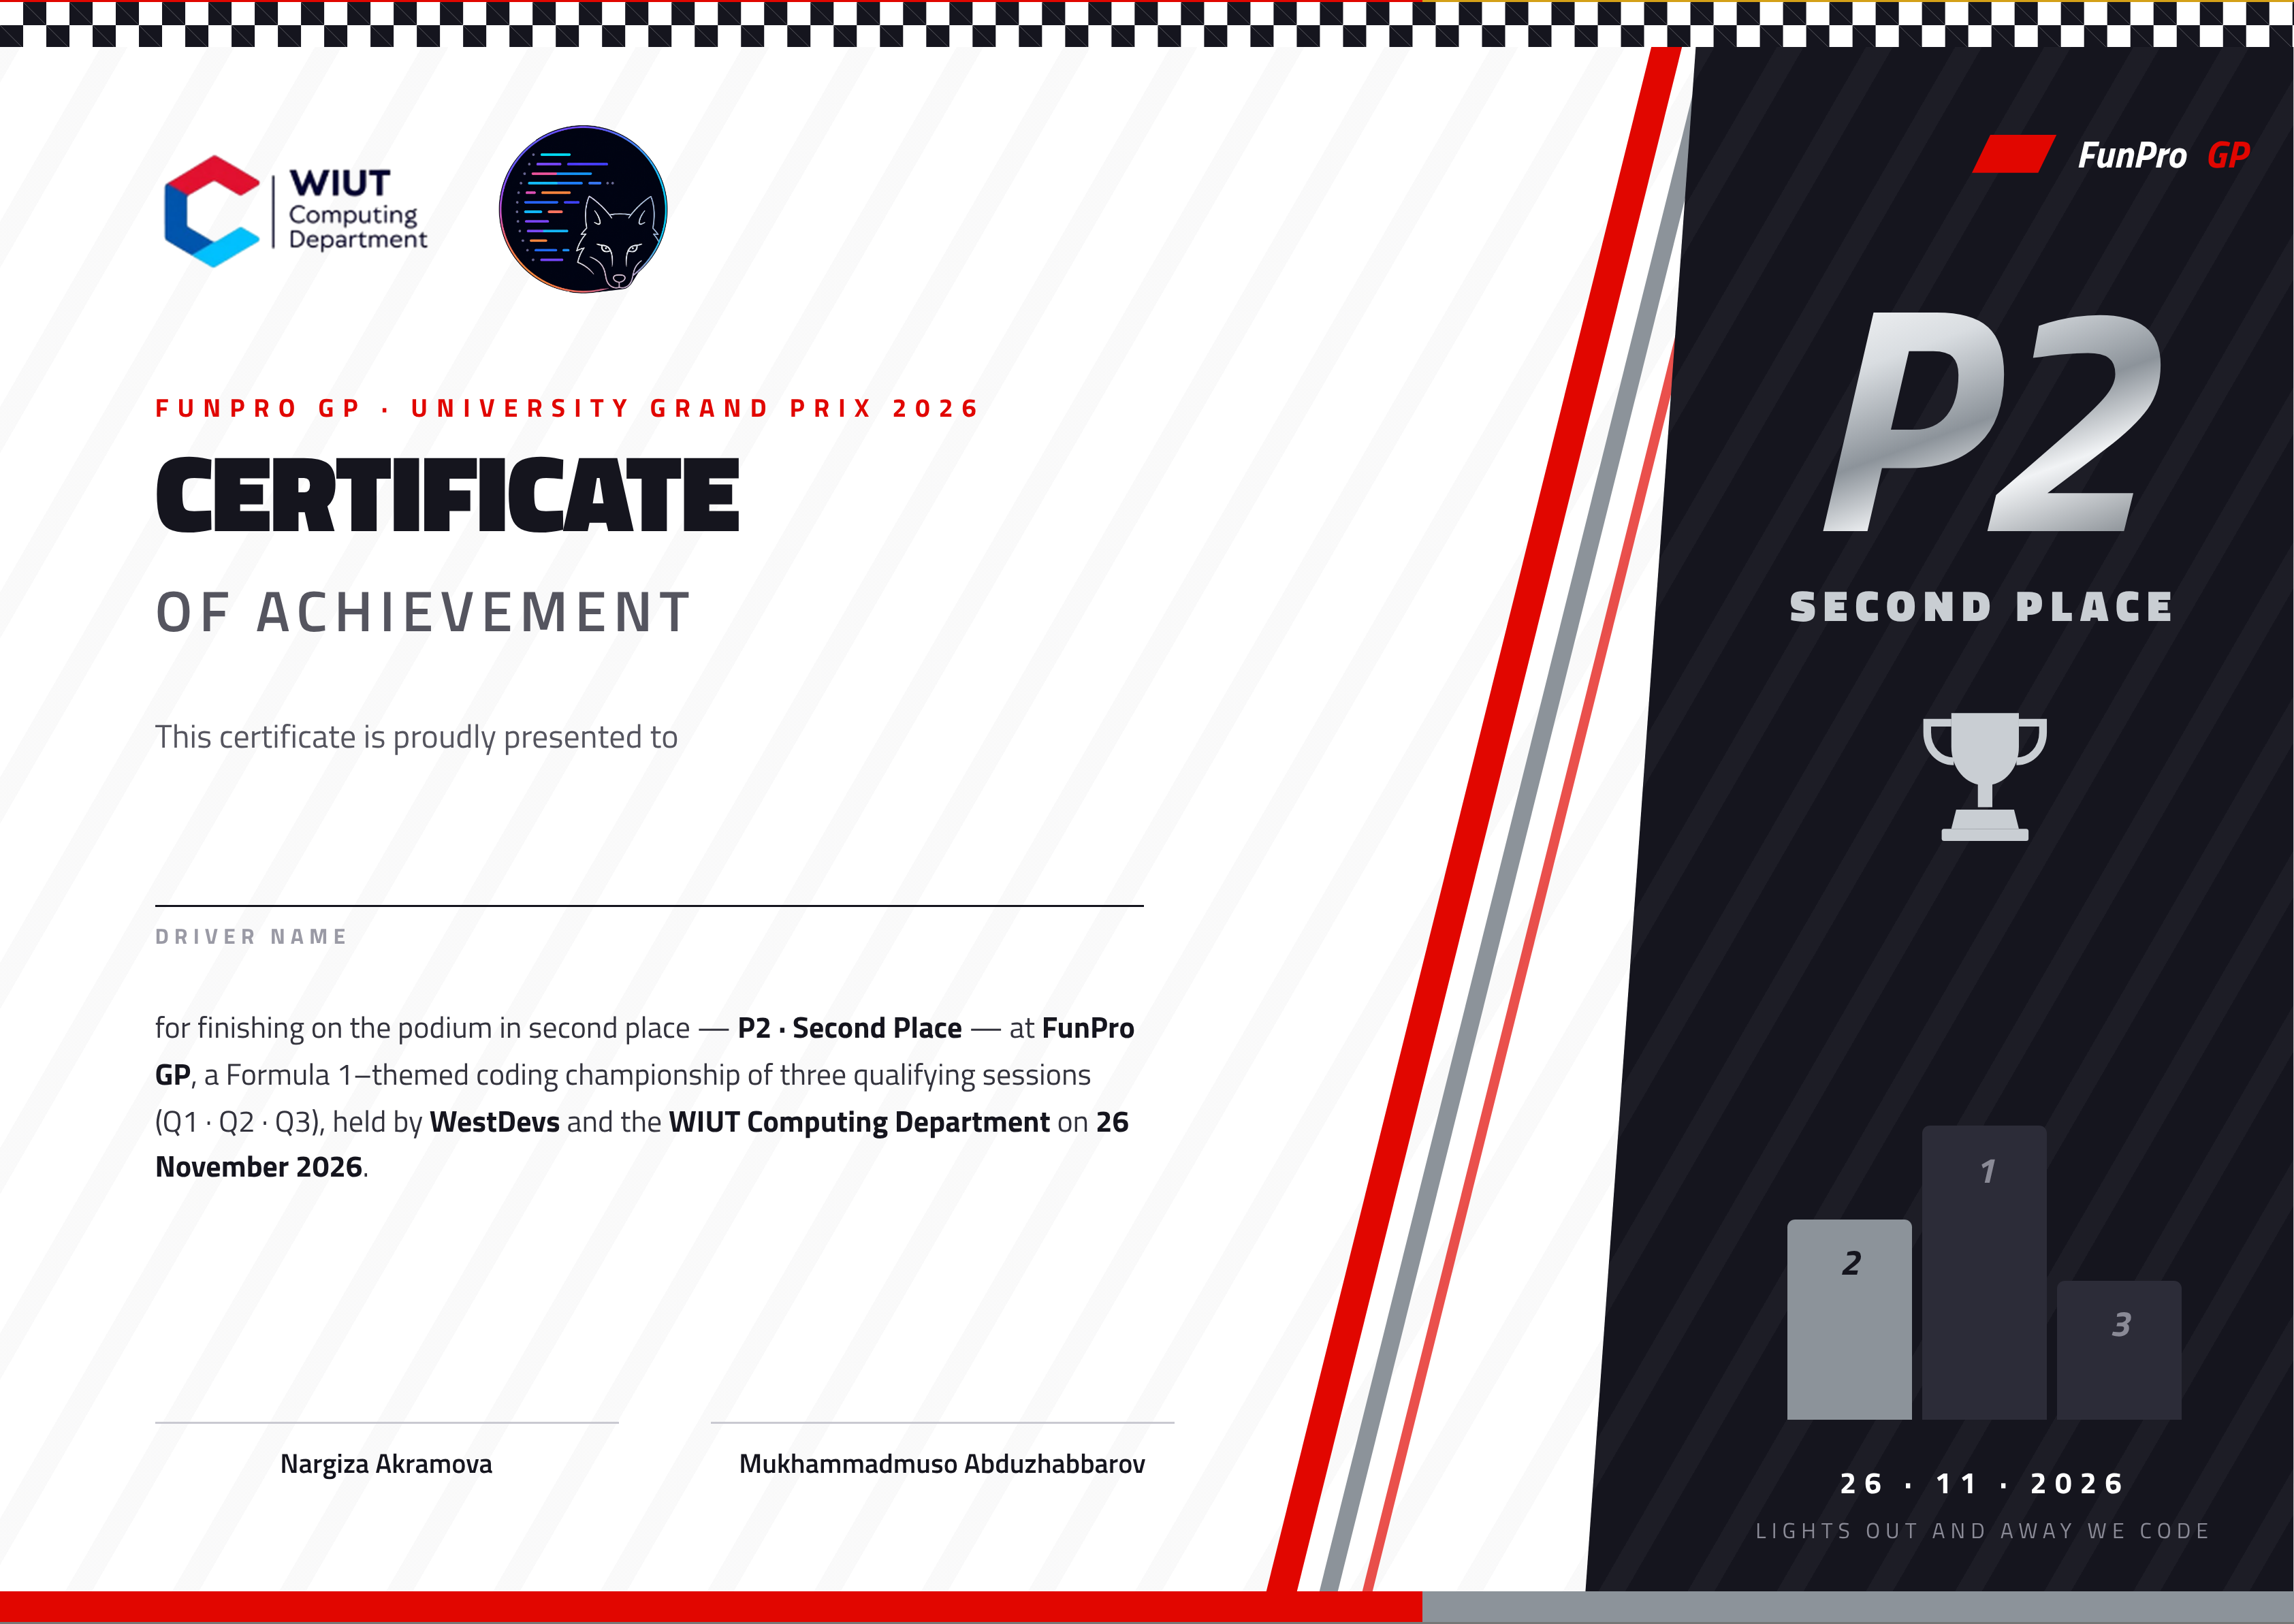 WIUT
Computing
Department
FunPro GP
FUNPRO GP · UNIVERSITY GRAND PRIX 2026
CERTIFICATE
OF ACHIEVEMENT
P2
SECOND PLACE
This certificate is proudly presented to
DRIVER NAME
for finishing on the podium in second place — P2 · Second Place — at FunPro
GP, a Formula 1–themed coding championship of three qualifying sessions
(Q1 · Q2 · Q3), held by WestDevs and the WIUT Computing Department on 26
November 2026.
1
2
3
Nargiza Akramova
Mukhammadmuso Abduzhabbarov
26 · 11 · 2026
LIGHTS OUT AND AWAY WE CODE